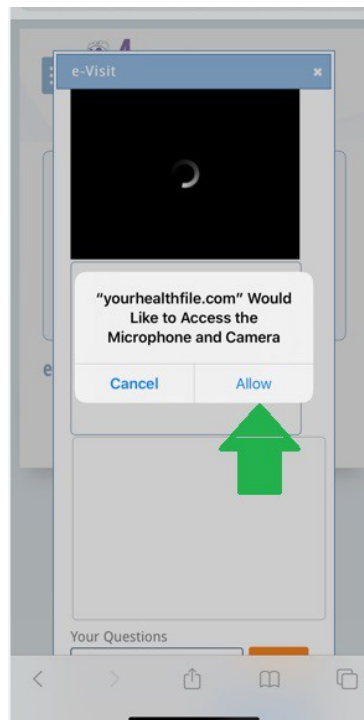 e-Visit
“yourhealthfile.com” Would
Like to Access the
Microphone and Camera
Cancel Allow
Your Questions